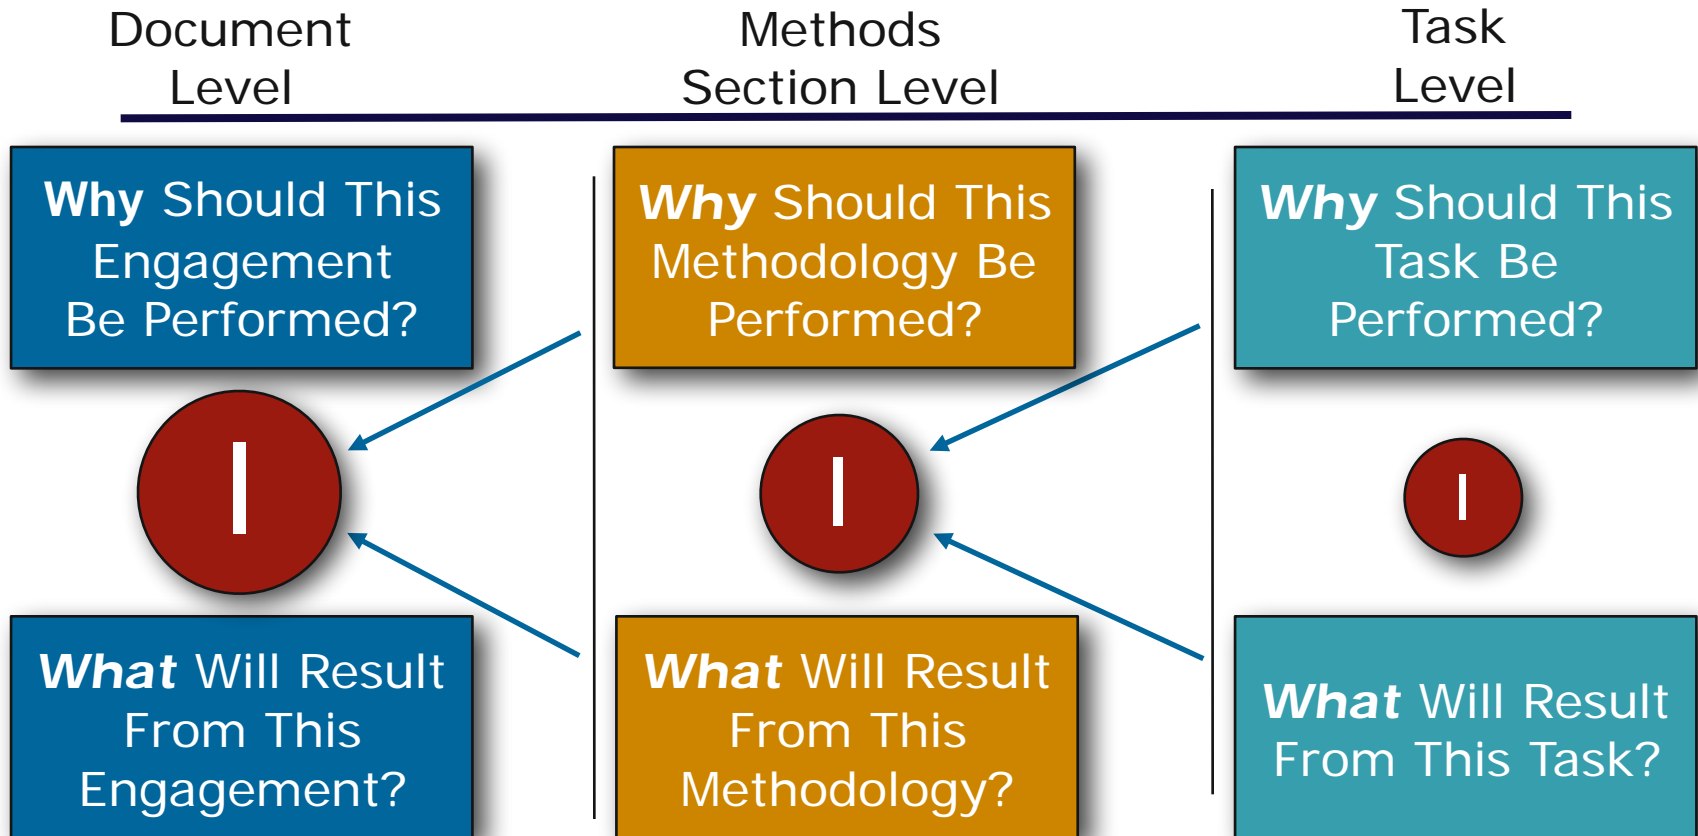 Document
Level
Methods
Section Level
Task
Level
Why Should This
Engagement
Be Performed?
Why Should This
Methodology Be
Performed?
Why Should This
Task Be
Performed?
I
I
I
What Will Result
From This
Engagement?
What Will Result
From This
Methodology?
What Will Result
From This Task?